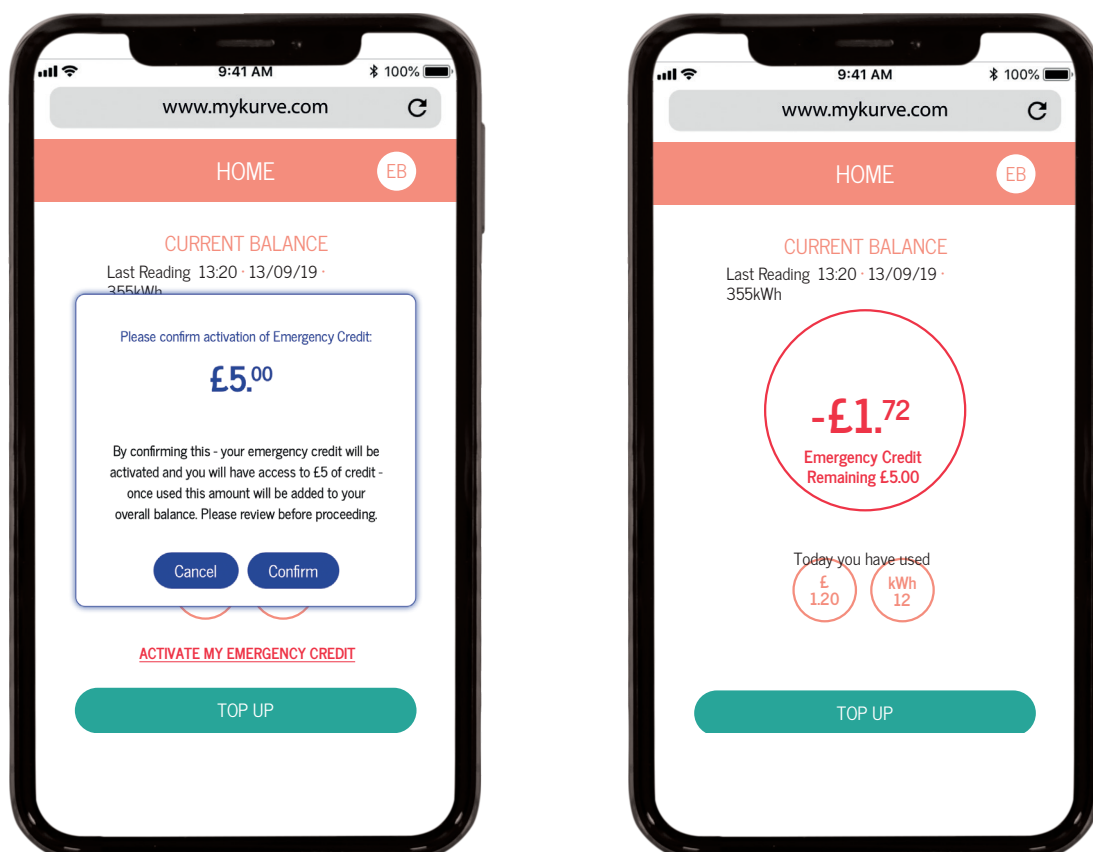 9:41 AM
100%
www.mykurve.com
HOME
EB
CURRENT BALANCE
Last Reading 13:20 · 13/09/19 ·
355kWh
Please confirm activation of Emergency Credit:
£5.00
By confirming this - your emergency credit will be
activated and you will have access to £5 of credit -
once used this amount will be added to your
overall balance. Please review before proceeding.
Cancel
Confirm
ACTIVATE MY EMERGENCY CREDIT
TOP UP
9:41 AM
100%
www.mykurve.com
HOME
EB
CURRENT BALANCE
Last Reading 13:20 · 13/09/19 ·
355kWh
-£1.72
Emergency Credit
Remaining £5.00
Today you have used
£
1.20
kWh
12
TOP UP